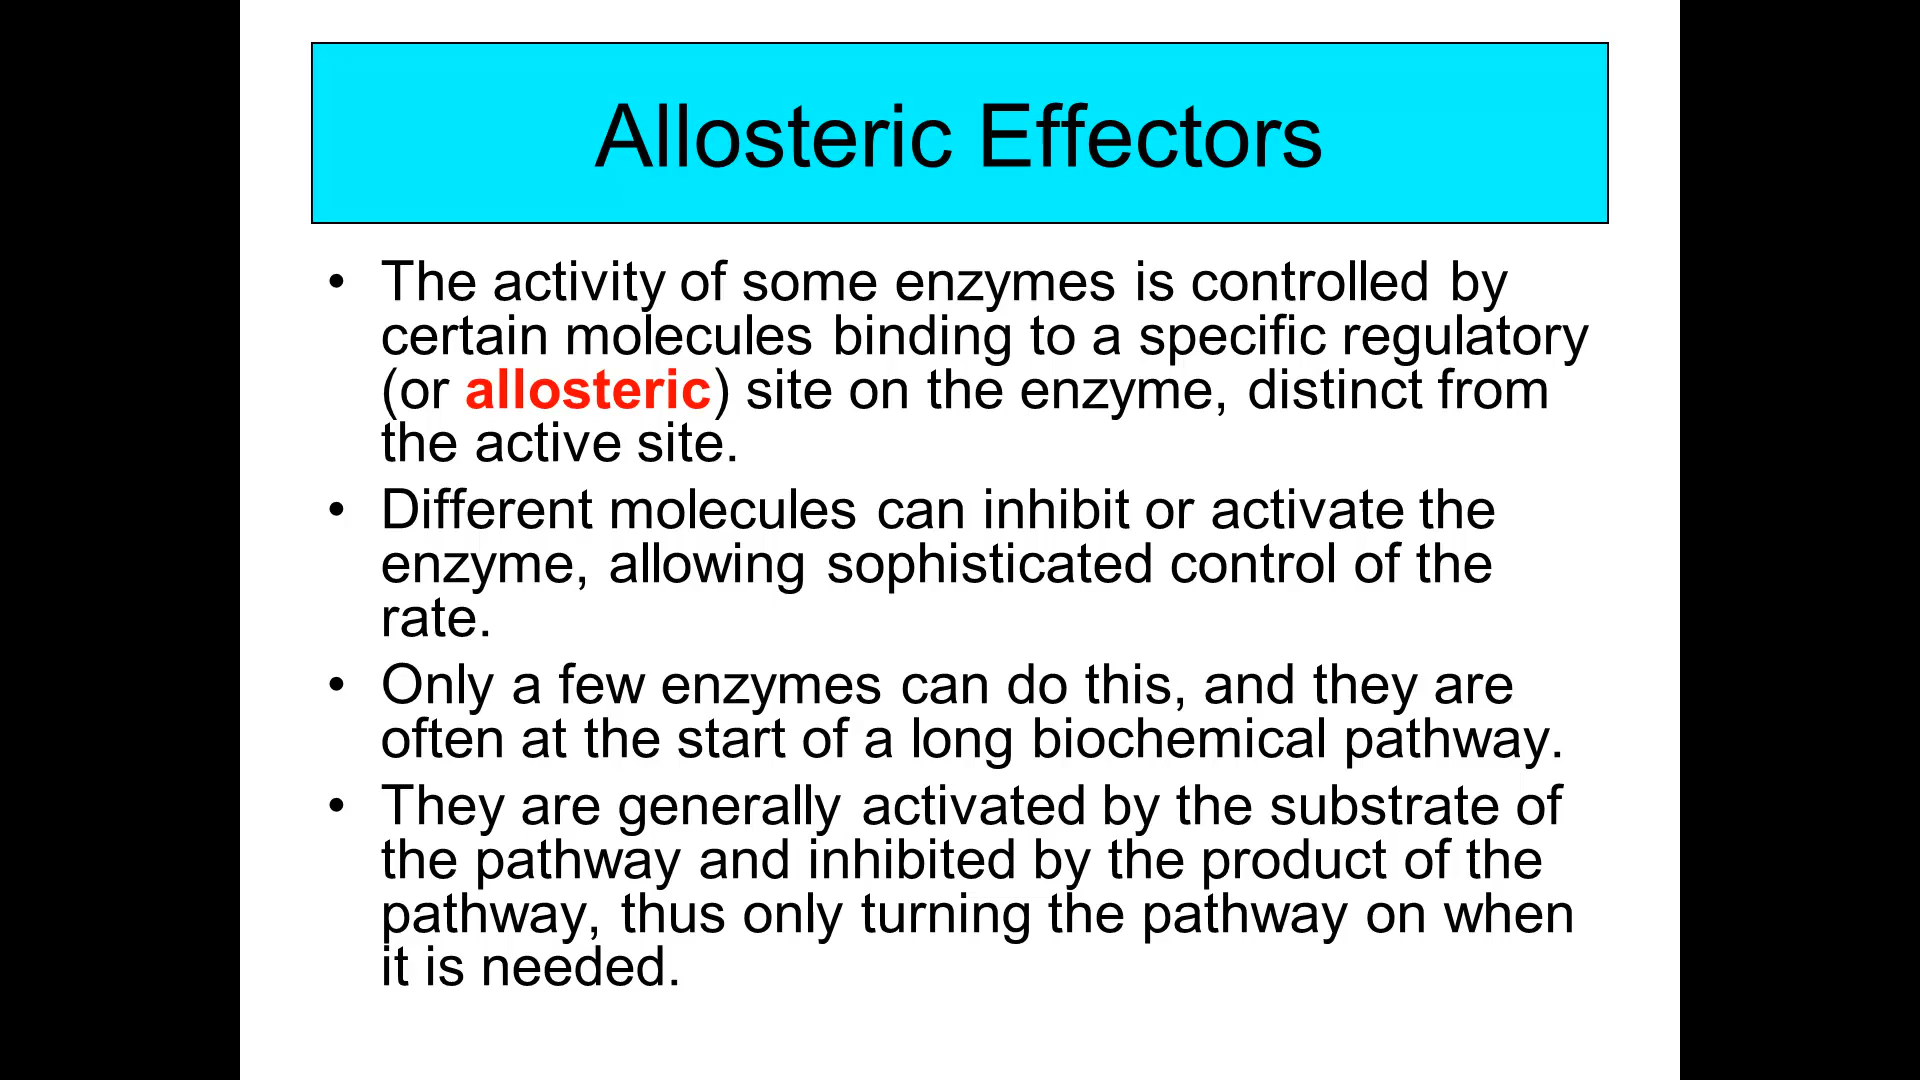 Allosteric Effectors
• The activity of some enzymes is controlled by
certain molecules binding to a specific regulatory
(or allosteric) site on the enzyme, distinct from
the active site.
• Different molecules can inhibit or activate the
enzyme, allowing sophisticated control of the
rate.
• Only a few enzymes can do this, and they are
often at the start of a long biochemical pathway.
• They are generally activated by the substrate of
the pathway and inhibited by the product of the
pathway, thus only turning the pathway on when
it is needed.